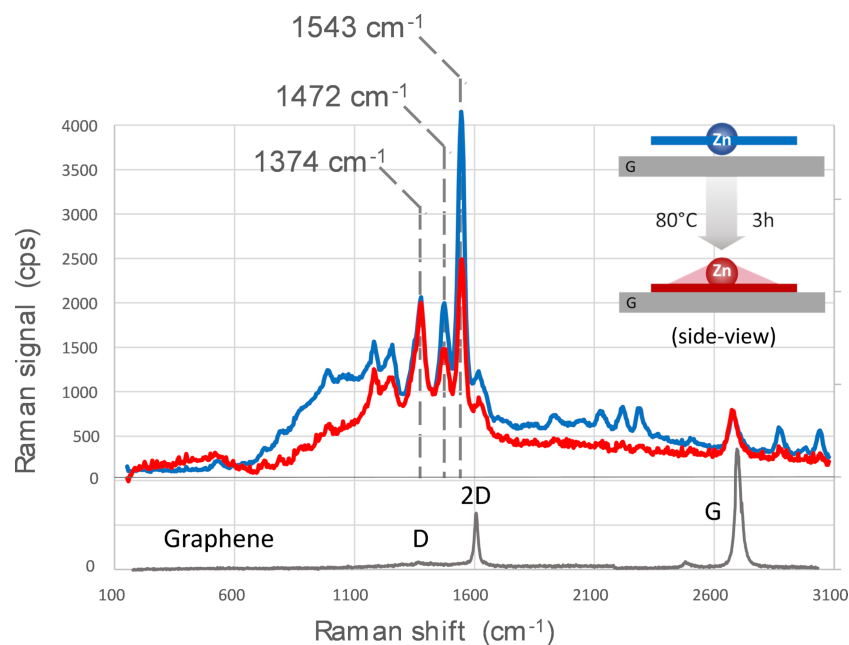 1543 cm⁻¹
1472 cm⁻¹
1374 cm⁻¹
Raman signal (cps)
4000
3500
3000
2500
2000
1500
1000
500
0
0
Zn
G
80°C 3h
Zn
G
(side-view)
Graphene D 2D G
100 600 1100 1600 2100 2600 3100
Raman shift (cm⁻¹)